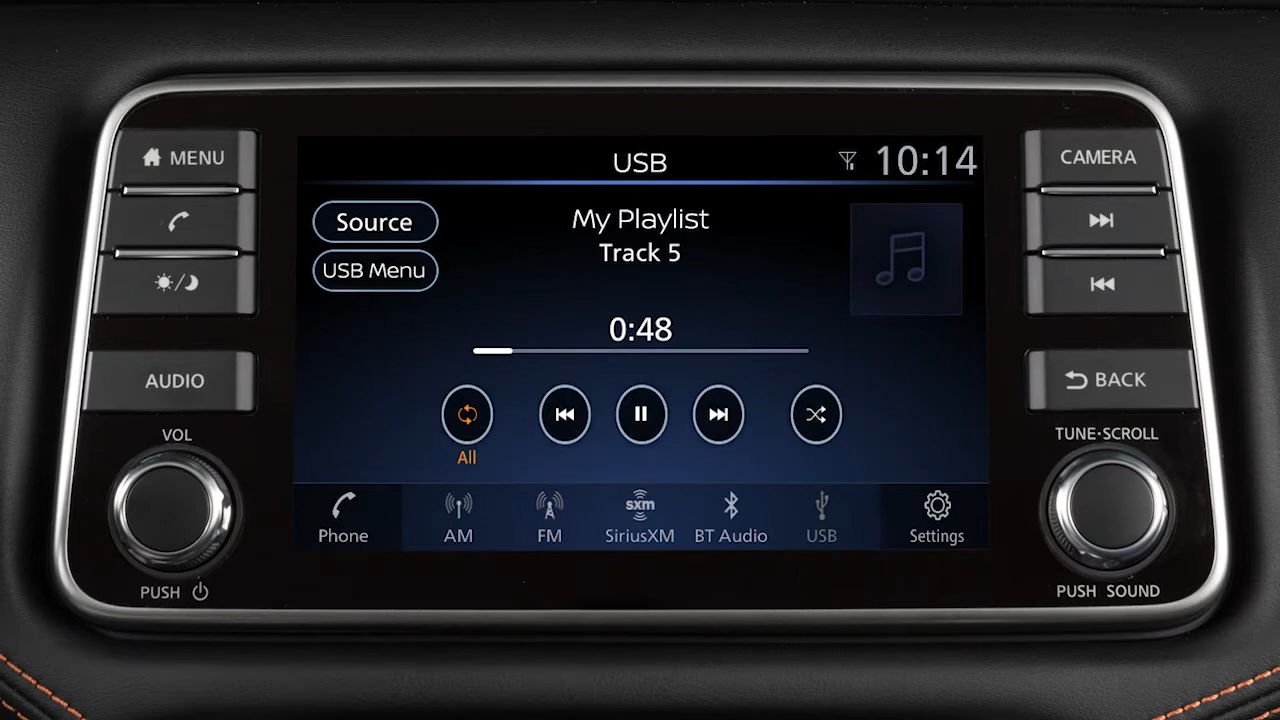 MENU
AUDIO
VOL
PUSH
USB
10:14
Source
USB Menu
My Playlist
Track 5
0:48
All
Phone
AM
FM
sxm
SiriusXM
BT Audio
USB
Settings
CAMERA
BACK
TUNE·SCROLL
PUSH SOUND